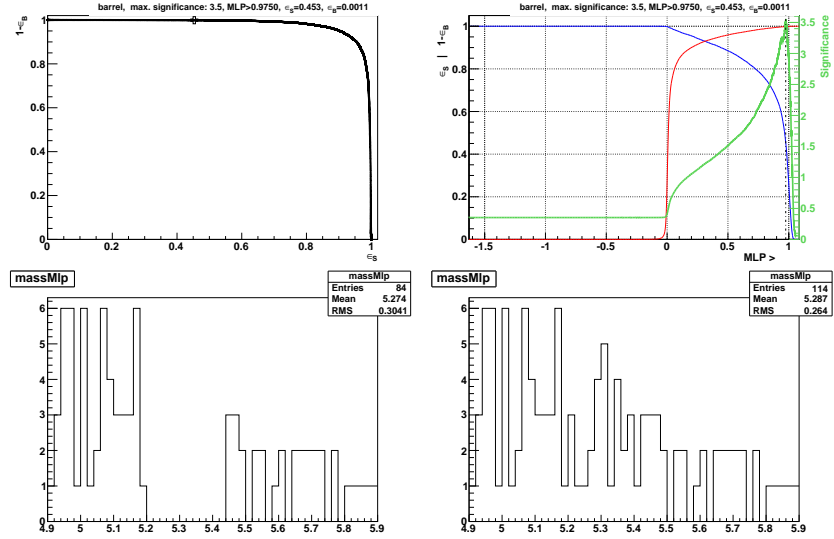 barrel, max. significance: 3.5, MLP>0.9750, ϵS=0.453, ϵB=0.0011
1-ϵB
1
0.8
0.6
0.4
0.2
0
0 0.2 0.4 0.6 0.8 1
ϵS
barrel, max. significance: 3.5, MLP>0.9750, ϵS=0.453, ϵB=0.0011
ϵS | 1-ϵB
1
0.8
0.6
0.4
0.2
0
-1.5 -1 -0.5 0 0.5 1
MLP >
3.5
3
2.5
2
1.5
1
0.5
0
Significance
massMlp
massMlp
Entries 84
Mean 5.274
RMS 0.3041
6
5
4
3
2
1
0
4.9 5 5.1 5.2 5.3 5.4 5.5 5.6 5.7 5.8 5.9
massMlp
massMlp
Entries 114
Mean 5.287
RMS 0.264
6
5
4
3
2
1
0
4.9 5 5.1 5.2 5.3 5.4 5.5 5.6 5.7 5.8 5.9